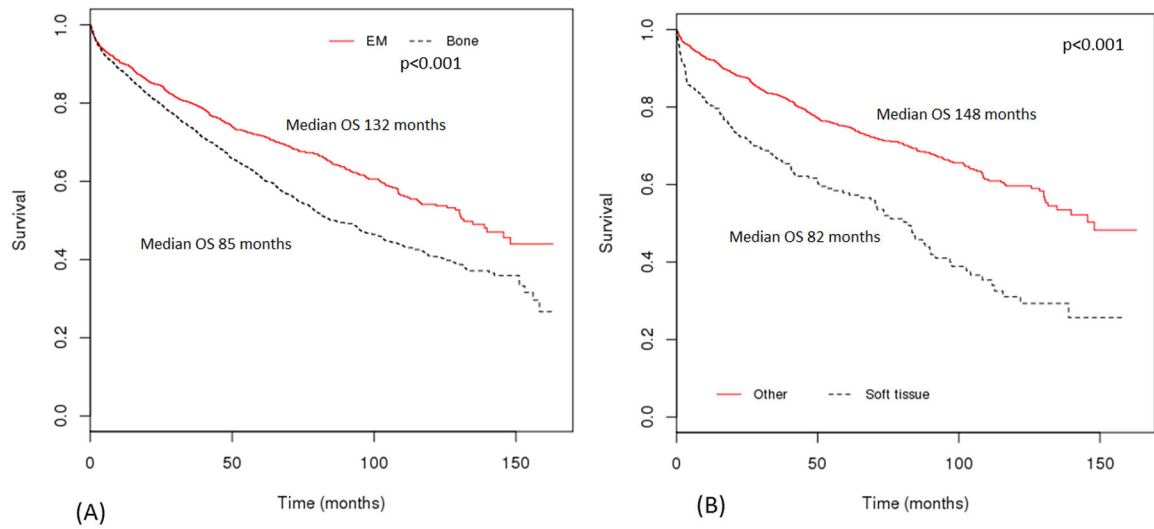 EM Bone
p<0.001
Median OS 132 months
Median OS 85 months
Survival
0.0
0.2
0.4
0.6
0.8
1.0
0 50 100 150
Time (months)
(A)
p<0.001
Median OS 148 months
Median OS 82 months
Other Soft tissue
Survival
0.0
0.2
0.4
0.6
0.8
1.0
0 50 100 150
Time (months)
(B)